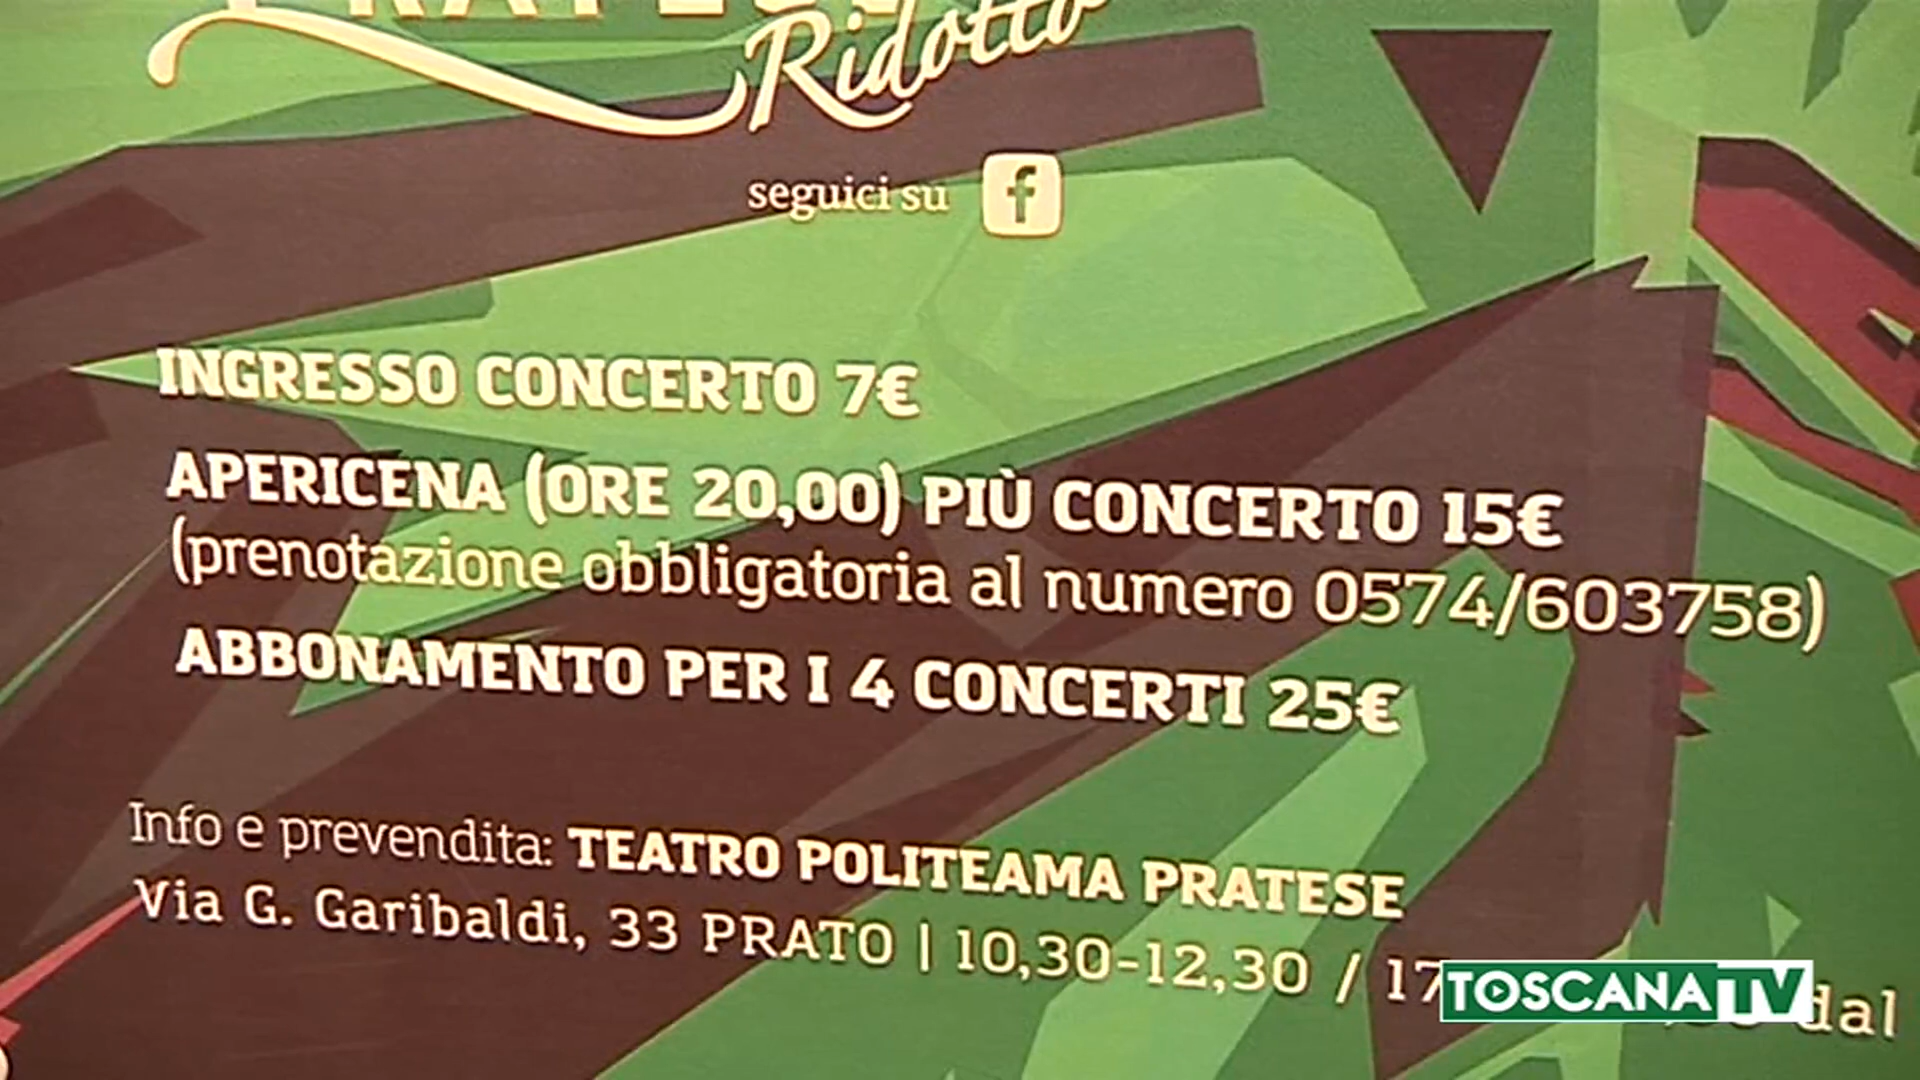 Ridotto
seguici su f
INGRESSO CONCERTO 7€
APERICENA (ORE 20,00) PIÙ CONCERTO 15€
(prenotazione obbligatoria al numero 0574/603758)
ABBONAMENTO PER I 4 CONCERTI 25€
Info e prevendita: TEATRO POLITEAMA PRATESE
Via G. Garibaldi, 33 PRATO | 10,30-12,30 / 17 dal
TOSCANA TV